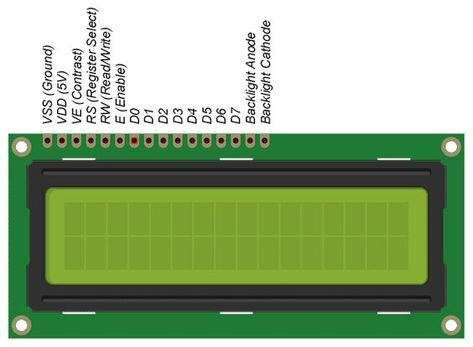 VSS (Ground)
VDD (5V)
VE (Contrast)
RS (Register Select)
RW (Read/Write)
E (Enable)
D0
D1
D2
D3
D4
D5
D6
D7
Backlight Anode
Backlight Cathode